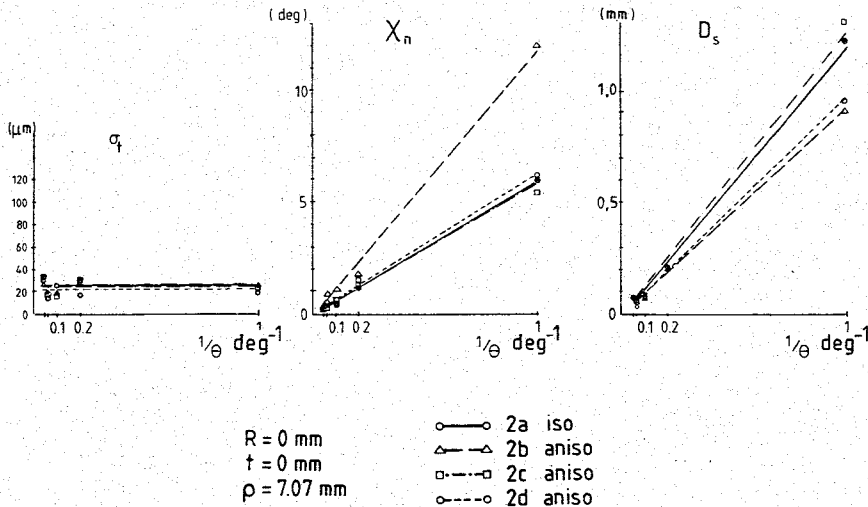 (μm)
σt
120
100
80
60
40
20
0
0.1 0.2 1
1/θ deg-1
(deg)
χn
10
5
0
0.1 0.2 1
1/θ deg-1
(mm)
Ds
1,0
0,5
0
0.1 0.2 1
1/θ deg-1
R = 0 mm
t = 0 mm
ρ = 7.07 mm
2a iso
2b aniso
2c aniso
2d aniso